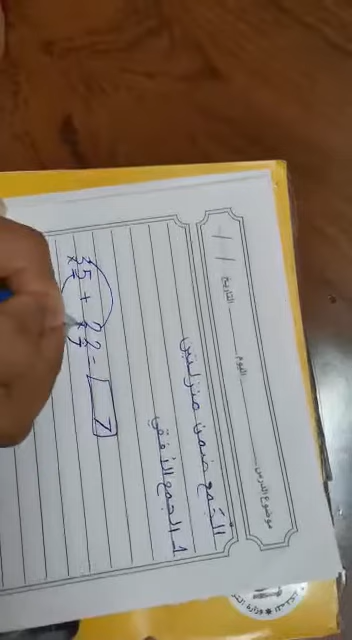 موضوع الدرس
اليوم
التاريخ / /
الجمع ضمن منزلتين
1 الجمع الأفقي
35 + 22 = 7